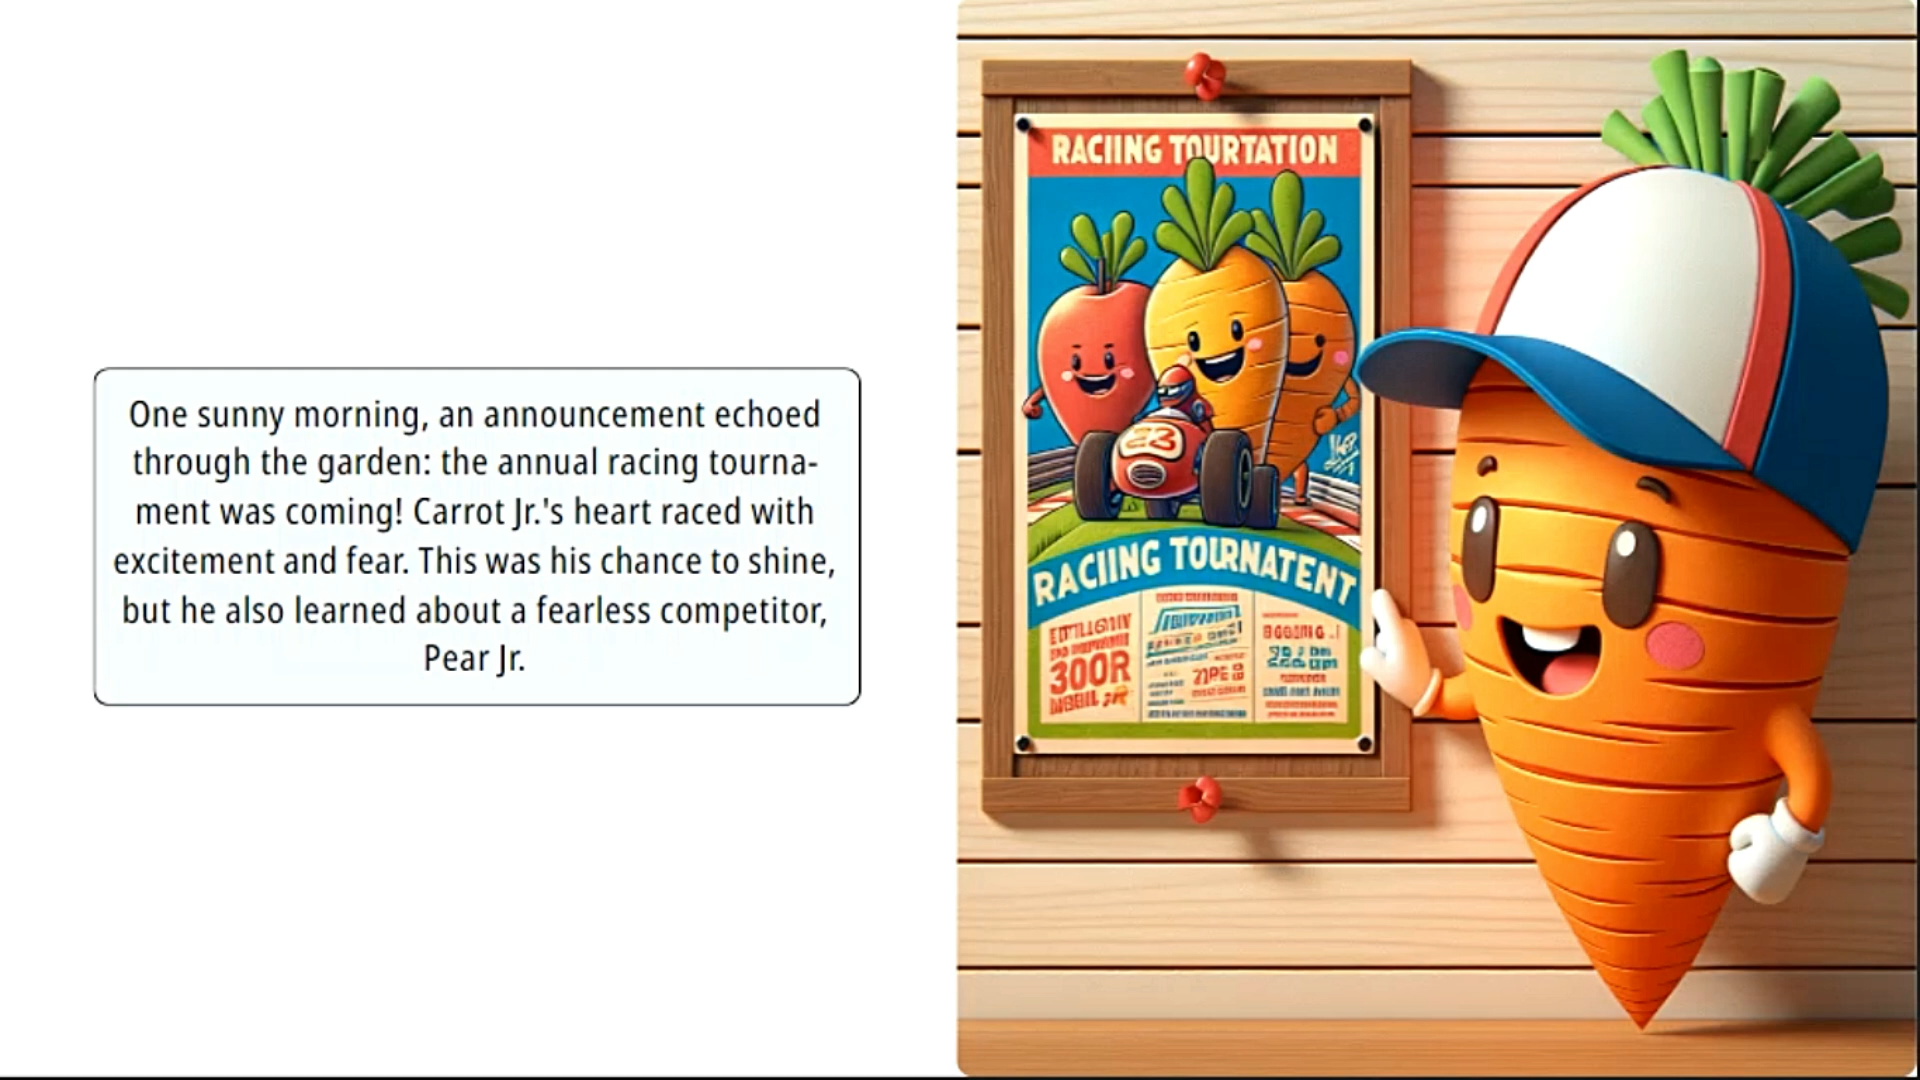 One sunny morning, an announcement echoed
through the garden: the annual racing tourna-
ment was coming! Carrot Jr.'s heart raced with
excitement and fear. This was his chance to shine,
but he also learned about a fearless competitor,
Pear Jr.
RACIING TOURTATION
23
RACIING TOURNATENT
300R